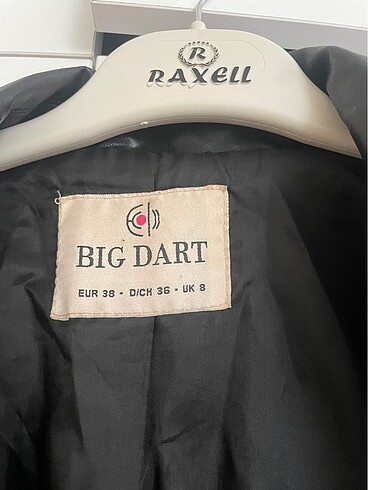 R
RAXELL
BIG DART
EUR 38 - D/CH 36 - UK 8